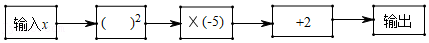 输入x ( )² X (-5) +2 输出